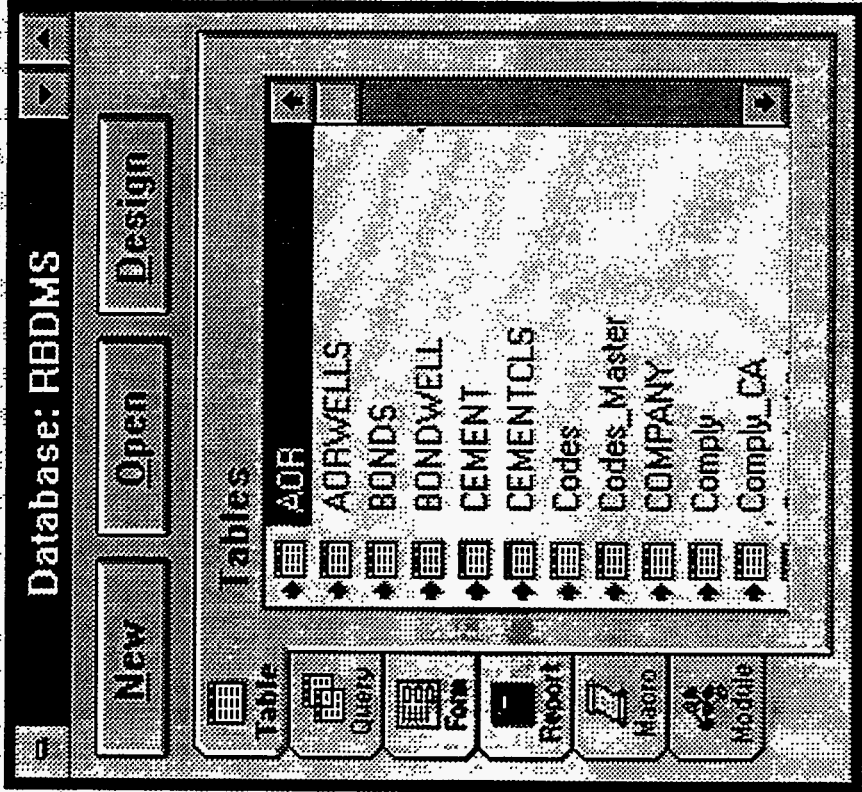 Database: RBDMS
New
Open
Design
Table
Query
Form
Report
Macro
Module
Tables
AOR
AORWELLS
BONDS
BONDWELL
CEMENT
CEMENTCLS
Codes
Codes_Master
COMPANY
Comply
Comply_CA